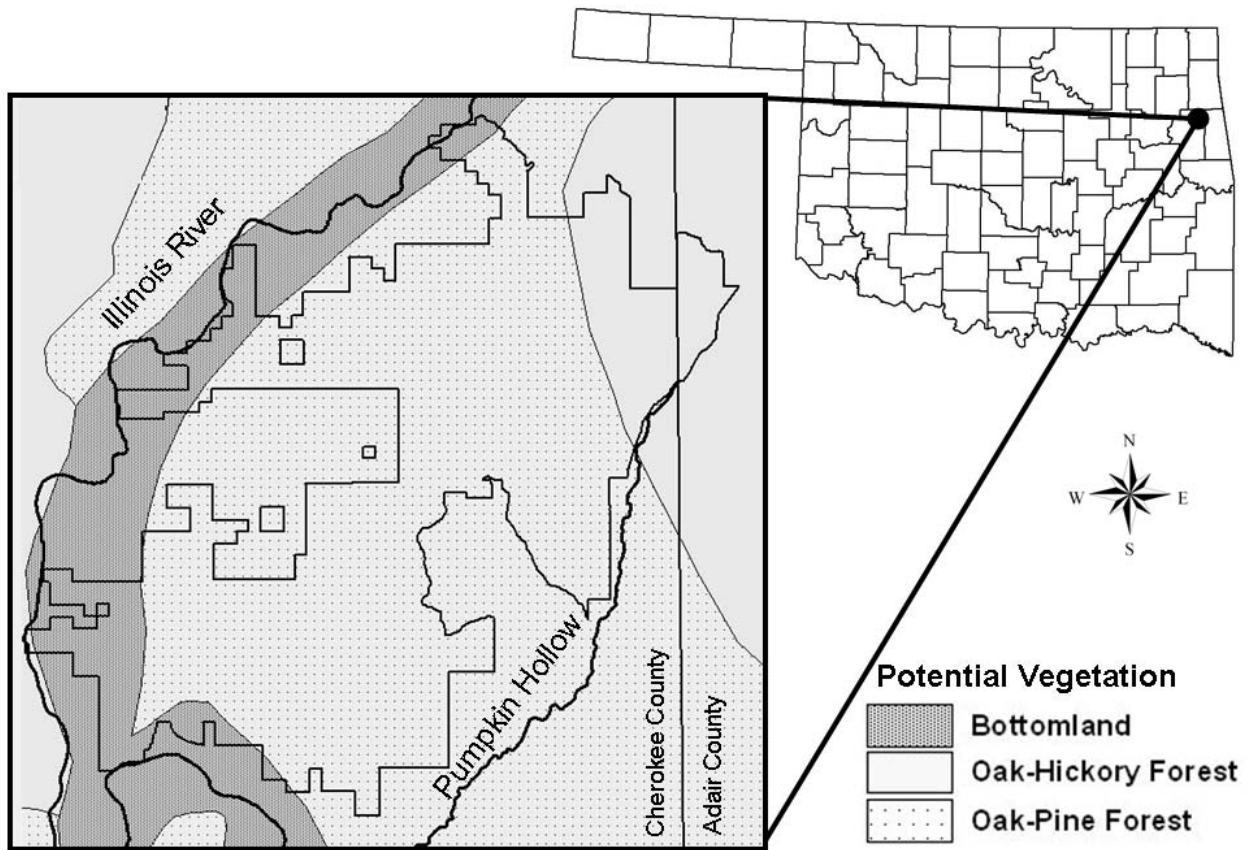 Illinois River
Pumpkin Hollow
Cherokee County
Adair County
N
W
E
S
Potential Vegetation
Bottomland
Oak-Hickory Forest
Oak-Pine Forest